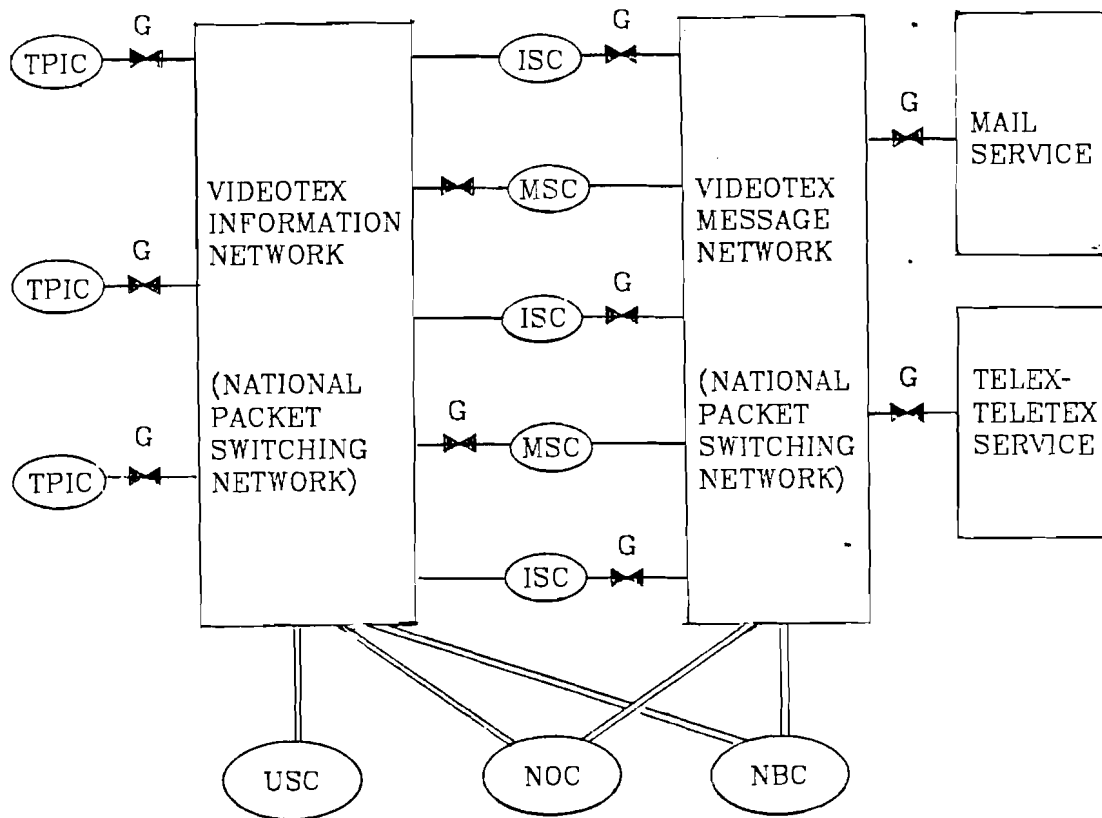 G
TPIC
G
TPIC
G
TPIC
VIDEOTEX
INFORMATION
NETWORK
(NATIONAL
PACKET
SWITCHING
NETWORK)
G
ISC
MSC
G
ISC
G
MSC
G
ISC
VIDEOTEX
MESSAGE
NETWORK
(NATIONAL
PACKET
SWITCHING
NETWORK)
G
MAIL
SERVICE
G
TELEX-
TELETEX
SERVICE
USC
NOC
NBC